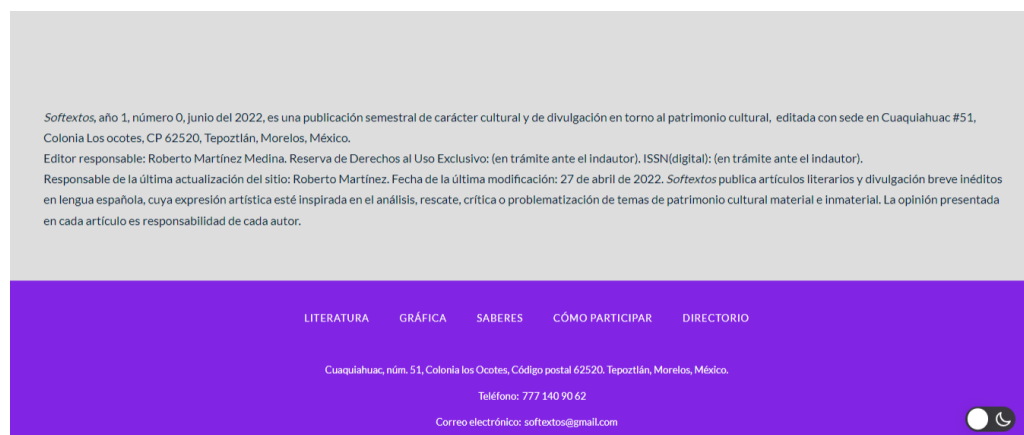 Softextos, año 1, número 0, junio del 2022, es una publicación semestral de carácter cultural y de divulgación en torno al patrimonio cultural, editada con sede en Cuaquiahuac #51,
Colonia Los ocotes, CP 62520, Tepoztlán, Morelos, México.
Editor responsable: Roberto Martínez Medina. Reserva de Derechos al Uso Exclusivo: (en trámite ante el indautor). ISSN(digital): (en trámite ante el indautor).
Responsable de la última actualización del sitio: Roberto Martínez. Fecha de la última modificación: 27 de abril de 2022. Softextos publica artículos literarios y divulgación breve inéditos
en lengua española, cuya expresión artística esté inspirada en el análisis, rescate, crítica o problematización de temas de patrimonio cultural material e inmaterial. La opinión presentada
en cada artículo es responsabilidad de cada autor.
LITERATURA GRÁFICA SABERES CÓMO PARTICIPAR DIRECTORIO
Cuaquiahuac, núm. 51, Colonia los Ocotes, Código postal 62520. Tepoztlán, Morelos, México.
Teléfono: 777 140 90 62
Correo electrónico: softextos@gmail.com